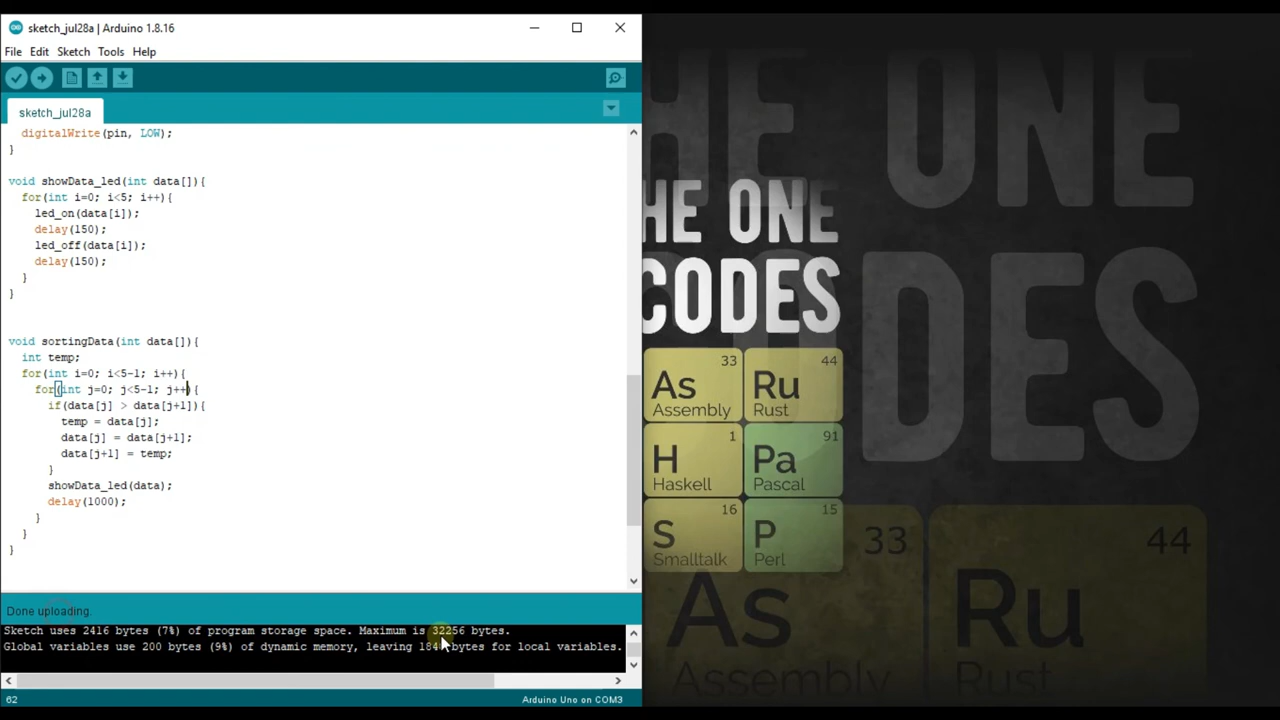 sketch_jul28a | Arduino 1.8.16
File Edit Sketch Tools Help
sketch_jul28a
digitalWrite(pin, LOW);
}
void showData_led(int data[]){
for(int i=0; i<5; i++){
led_on(data[i]);
delay(150);
led_off(data[i]);
delay(150);
}
}
void sortingData(int data[]){
int temp;
for(int i=0; i<5-1; i++){
for(int j=0; j<5-1; j++){
if(data[j] > data[j+1]){
temp = data[j];
data[j] = data[j+1];
data[j+1] = temp;
}
showData_led(data);
delay(1000);
}
}
}
Done uploading.
Sketch uses 2416 bytes (7%) of program storage space. Maximum is 32256 bytes.
Global variables use 200 bytes (9%) of dynamic memory, leaving bytes for local variables.
62
Arduino Uno on COM3
HE ONE
CODES
33
As
Assembly
44
Ru
Rust
1
H
Haskell
91
Pa
Pascal
16
S
Smalltalk
15
P
Perl
HE ONE
ODES
33
As
Assembly
44
Ru
Rust